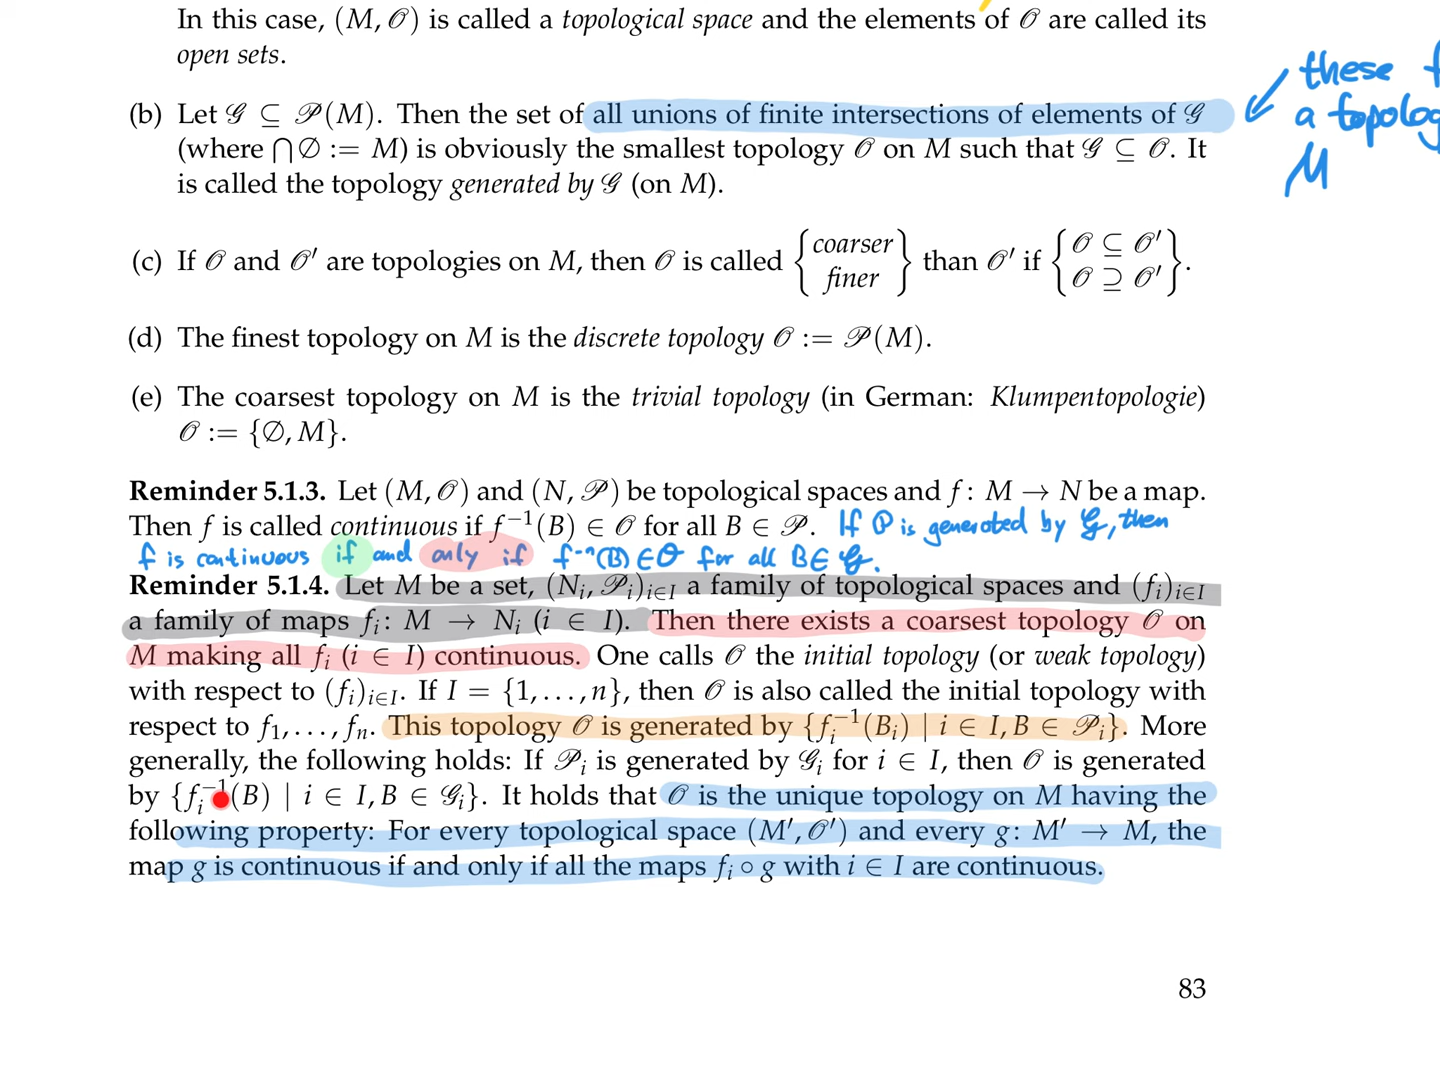 In this case, (M, 𝒪) is called a topological space and the elements of 𝒪 are called its
open sets.
(b) Let 𝒢 ⊆ 𝒫(M). Then the set of all unions of finite intersections of elements of 𝒢
(where ⋂∅ := M) is obviously the smallest topology 𝒪 on M such that 𝒢 ⊆ 𝒪. It
is called the topology generated by 𝒢 (on M).
these
a topolog
M
(c) If 𝒪 and 𝒪′ are topologies on M, then 𝒪 is called {coarser / finer} than 𝒪′ if {𝒪 ⊆ 𝒪′ / 𝒪 ⊇ 𝒪′}.
(d) The finest topology on M is the discrete topology 𝒪 := 𝒫(M).
(e) The coarsest topology on M is the trivial topology (in German: Klumpentopologie)
𝒪 := {∅, M}.
Reminder 5.1.3. Let (M, 𝒪) and (N, 𝒫) be topological spaces and f : M → N be a map.
Then f is called continuous if f⁻¹(B) ∈ 𝒪 for all B ∈ 𝒫. If 𝒫 is generated by 𝒢, then
f is continuous if and only if f⁻¹(B) ∈ 𝒪 for all B ∈ 𝒢.
Reminder 5.1.4. Let M be a set, (Nᵢ, 𝒫ᵢ)ᵢ∈I a family of topological spaces and (fᵢ)ᵢ∈I
a family of maps fᵢ : M → Nᵢ (i ∈ I). Then there exists a coarsest topology 𝒪 on
M making all fᵢ (i ∈ I) continuous. One calls 𝒪 the initial topology (or weak topology)
with respect to (fᵢ)ᵢ∈I. If I = {1, . . . , n}, then 𝒪 is also called the initial topology with
respect to f₁, . . . , fₙ. This topology 𝒪 is generated by {fᵢ⁻¹(Bᵢ) | i ∈ I, B ∈ 𝒫ᵢ}. More
generally, the following holds: If 𝒫ᵢ is generated by 𝒢ᵢ for i ∈ I, then 𝒪 is generated
by {fᵢ⁻¹(B) | i ∈ I, B ∈ 𝒢ᵢ}. It holds that 𝒪 is the unique topology on M having the
following property: For every topological space (M′, 𝒪′) and every g : M′ → M, the
map g is continuous if and only if all the maps fᵢ ∘ g with i ∈ I are continuous.
83